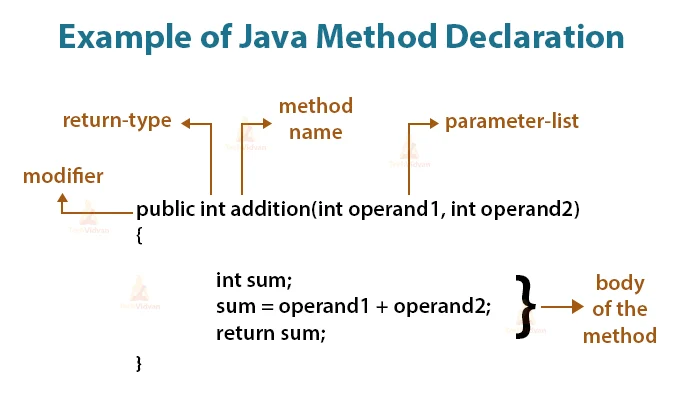 Example of Java Method Declaration
return-type
method
name
parameter-list
modifier
public int addition(int operand1, int operand2)
{
int sum;
sum = operand1 + operand2;
return sum;
}
}
body
of the
method